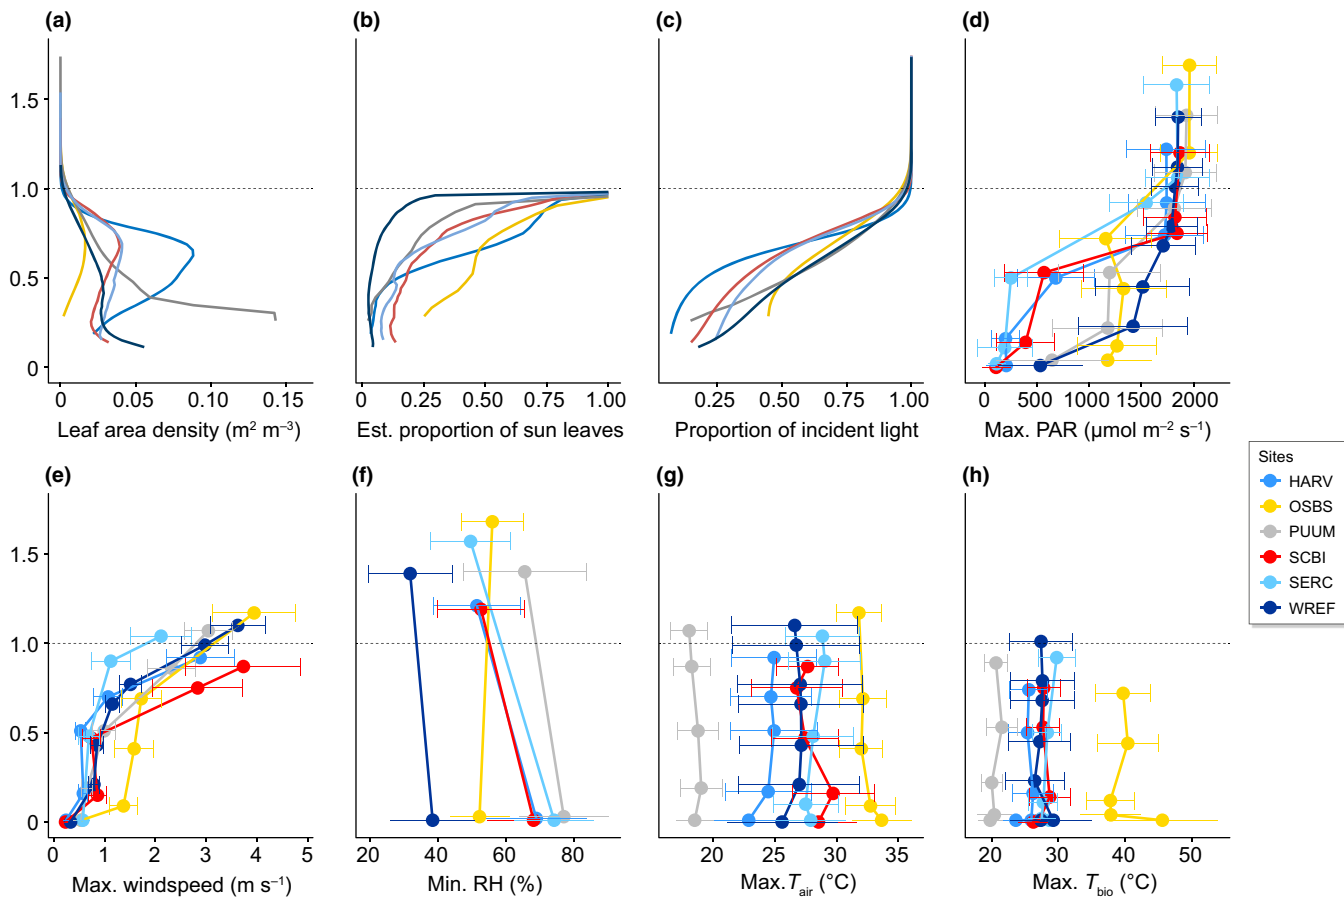 (a)
(b)
(c)
(d)
1.5
1.0
0.5
0
0 0.05 0.10 0.15
Leaf area density (m² m⁻³)
0 0.25 0.50 0.75 1.00
Est. proportion of sun leaves
0.25 0.50 0.75 1.00
Proportion of incident light
0 500 1000 1500 2000
Max. PAR (μmol m⁻² s⁻¹)
(e)
(f)
(g)
(h)
1.5
1.0
0.5
0
0 1 2 3 4 5
Max. windspeed (m s⁻¹)
20 40 60 80
Min. RH (%)
20 25 30 35
Max. Tair (°C)
20 30 40 50
Max. Tbio (°C)
Sites
HARV
OSBS
PUUM
SCBI
SERC
WREF